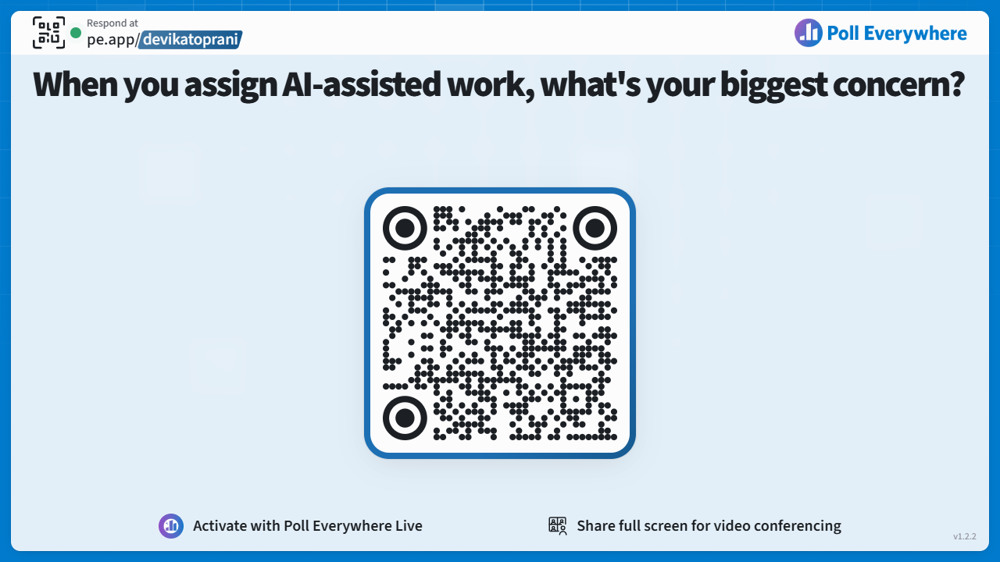 Respond at
pe.app/devikatoprani
Poll Everywhere
When you assign AI-assisted work, what's your biggest concern?
Activate with Poll Everywhere Live
Share full screen for video conferencing
v1.2.2